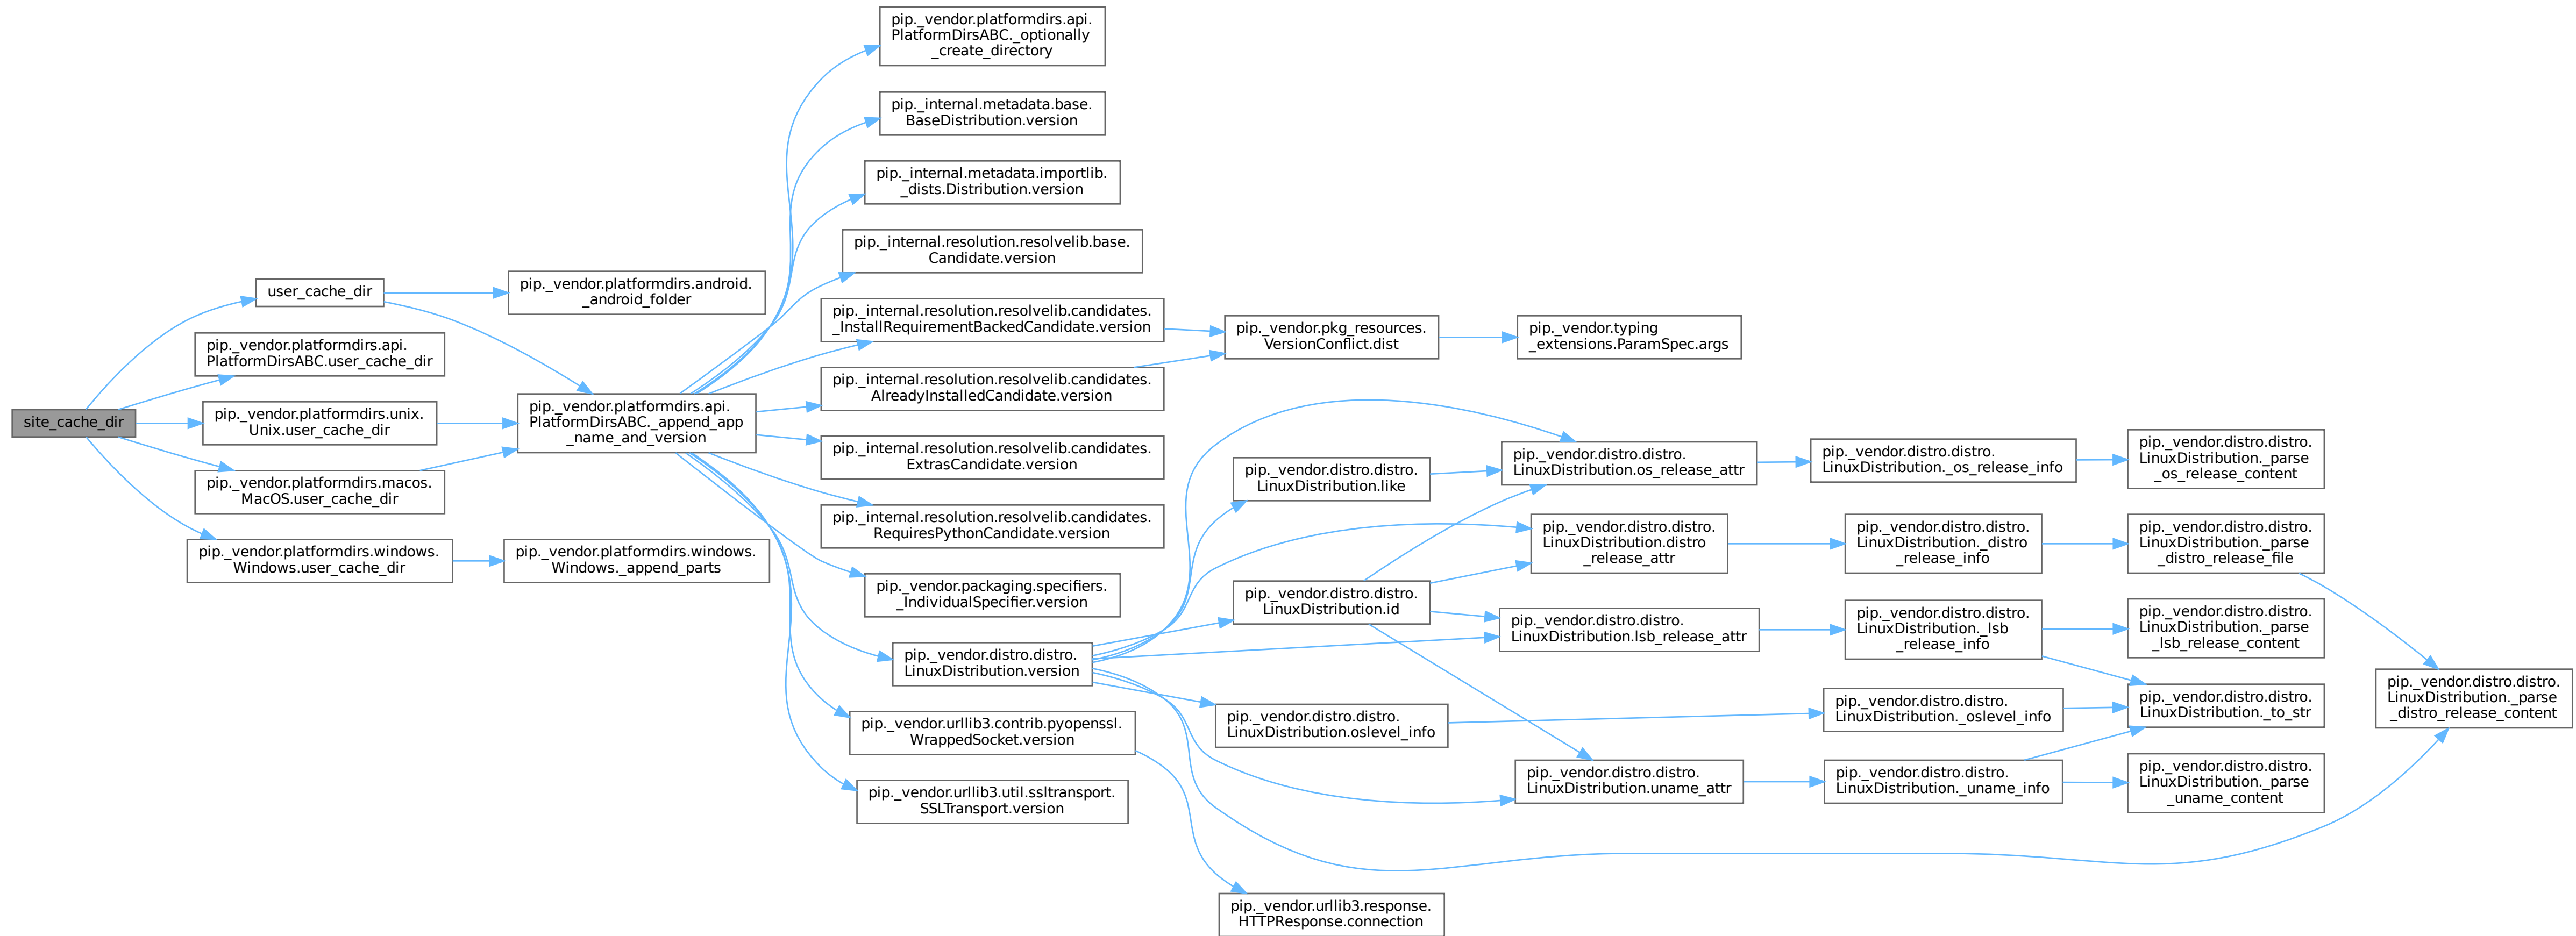 site_cache_dir
user_cache_dir
pip._vendor.platformdirs.api.
PlatformDirsABC.user_cache_dir
pip._vendor.platformdirs.unix.
Unix.user_cache_dir
pip._vendor.platformdirs.macos.
MacOS.user_cache_dir
pip._vendor.platformdirs.windows.
Windows.user_cache_dir
pip._vendor.platformdirs.android.
_android_folder
pip._vendor.platformdirs.api.
PlatformDirsABC._append_app
_name_and_version
pip._vendor.platformdirs.windows.
Windows._append_parts
pip._vendor.platformdirs.api.
PlatformDirsABC._optionally
_create_directory
pip._internal.metadata.base.
BaseDistribution.version
pip._internal.metadata.importlib.
_dists.Distribution.version
pip._internal.resolution.resolvelib.base.
Candidate.version
pip._internal.resolution.resolvelib.candidates.
_InstallRequirementBackedCandidate.version
pip._internal.resolution.resolvelib.candidates.
AlreadyInstalledCandidate.version
pip._internal.resolution.resolvelib.candidates.
ExtrasCandidate.version
pip._internal.resolution.resolvelib.candidates.
RequiresPythonCandidate.version
pip._vendor.packaging.specifiers.
_IndividualSpecifier.version
pip._vendor.distro.distro.
LinuxDistribution.version
pip._vendor.urllib3.contrib.pyopenssl.
WrappedSocket.version
pip._vendor.urllib3.util.ssltransport.
SSLTransport.version
pip._vendor.pkg_resources.
VersionConflict.dist
pip._vendor.distro.distro.
LinuxDistribution.like
pip._vendor.distro.distro.
LinuxDistribution.id
pip._vendor.distro.distro.
LinuxDistribution.oslevel_info
pip._vendor.urllib3.response.
HTTPResponse.connection
pip._vendor.typing
_extensions.ParamSpec.args
pip._vendor.distro.distro.
LinuxDistribution.os_release_attr
pip._vendor.distro.distro.
LinuxDistribution.distro
_release_attr
pip._vendor.distro.distro.
LinuxDistribution.lsb_release_attr
pip._vendor.distro.distro.
LinuxDistribution.uname_attr
pip._vendor.distro.distro.
LinuxDistribution._os_release_info
pip._vendor.distro.distro.
LinuxDistribution._distro
_release_info
pip._vendor.distro.distro.
LinuxDistribution._lsb
_release_info
pip._vendor.distro.distro.
LinuxDistribution._oslevel_info
pip._vendor.distro.distro.
LinuxDistribution._uname_info
pip._vendor.distro.distro.
LinuxDistribution._parse
_os_release_content
pip._vendor.distro.distro.
LinuxDistribution._parse
_distro_release_file
pip._vendor.distro.distro.
LinuxDistribution._parse
_lsb_release_content
pip._vendor.distro.distro.
LinuxDistribution._to_str
pip._vendor.distro.distro.
LinuxDistribution._parse
_uname_content
pip._vendor.distro.distro.
LinuxDistribution._parse
_distro_release_content